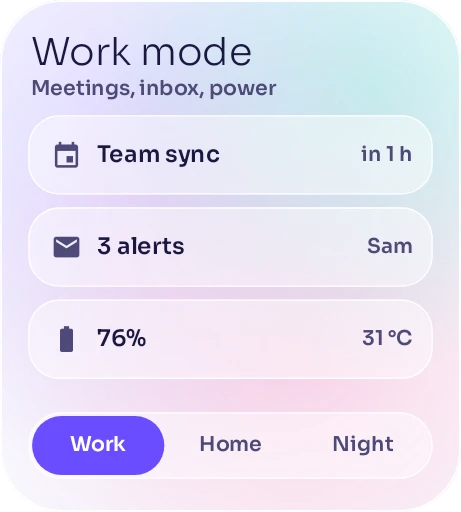 Work mode
Meetings, inbox, power
Team sync in 1 h
3 alerts Sam
76% 31 °C
Work Home Night